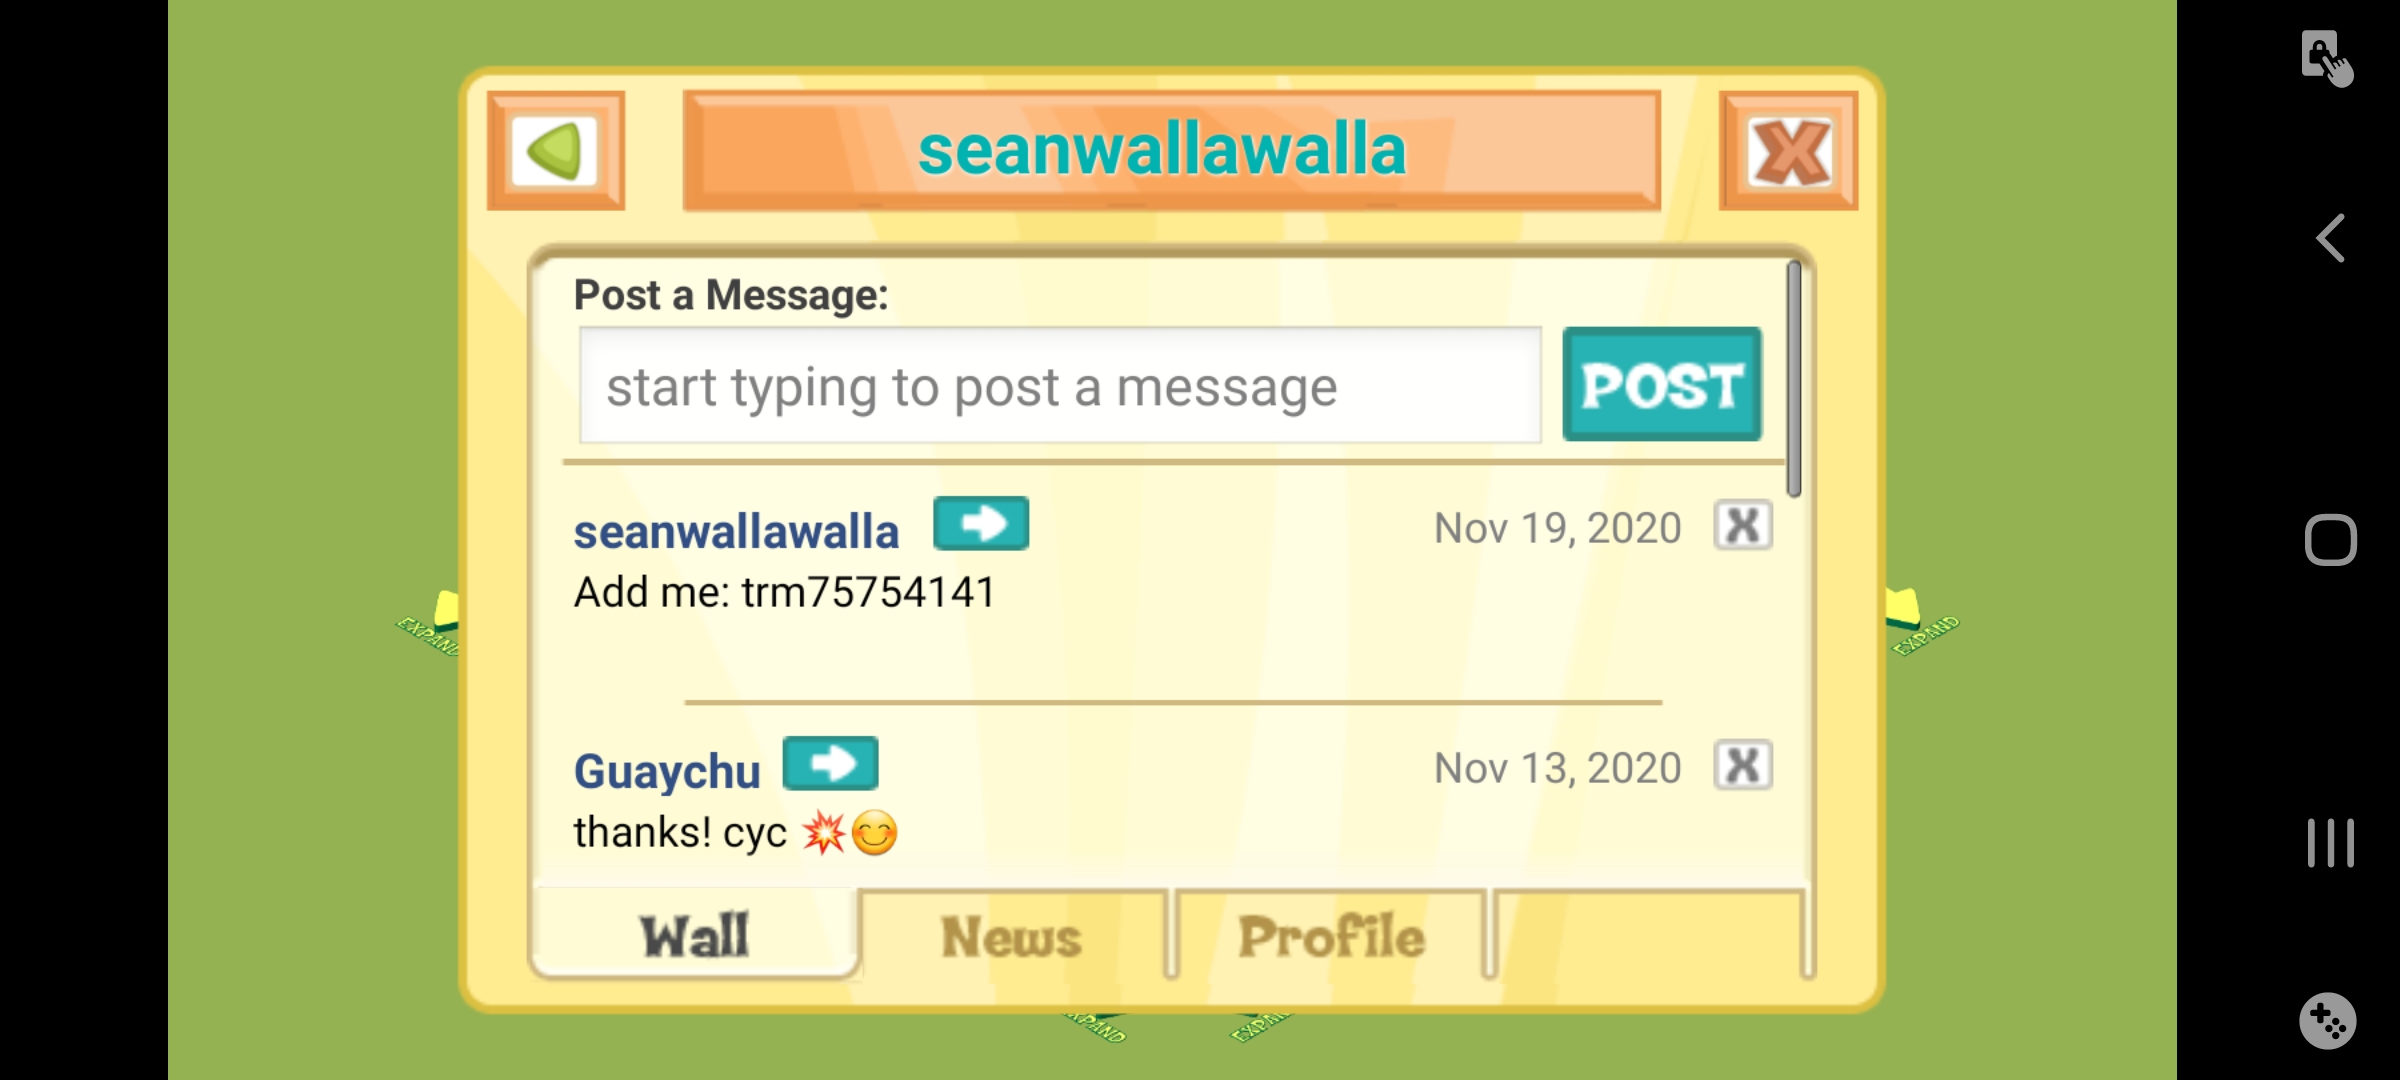 seanwallawalla
Post a Message:
start typing to post a message
POST
seanwallawalla
Nov 19, 2020
X
Add me: trm75754141
Guaychu
Nov 13, 2020
X
thanks! cyc 💥😊
EXPAND
EXPAND
Wall
News
Profile
EXPAND
EXPAND